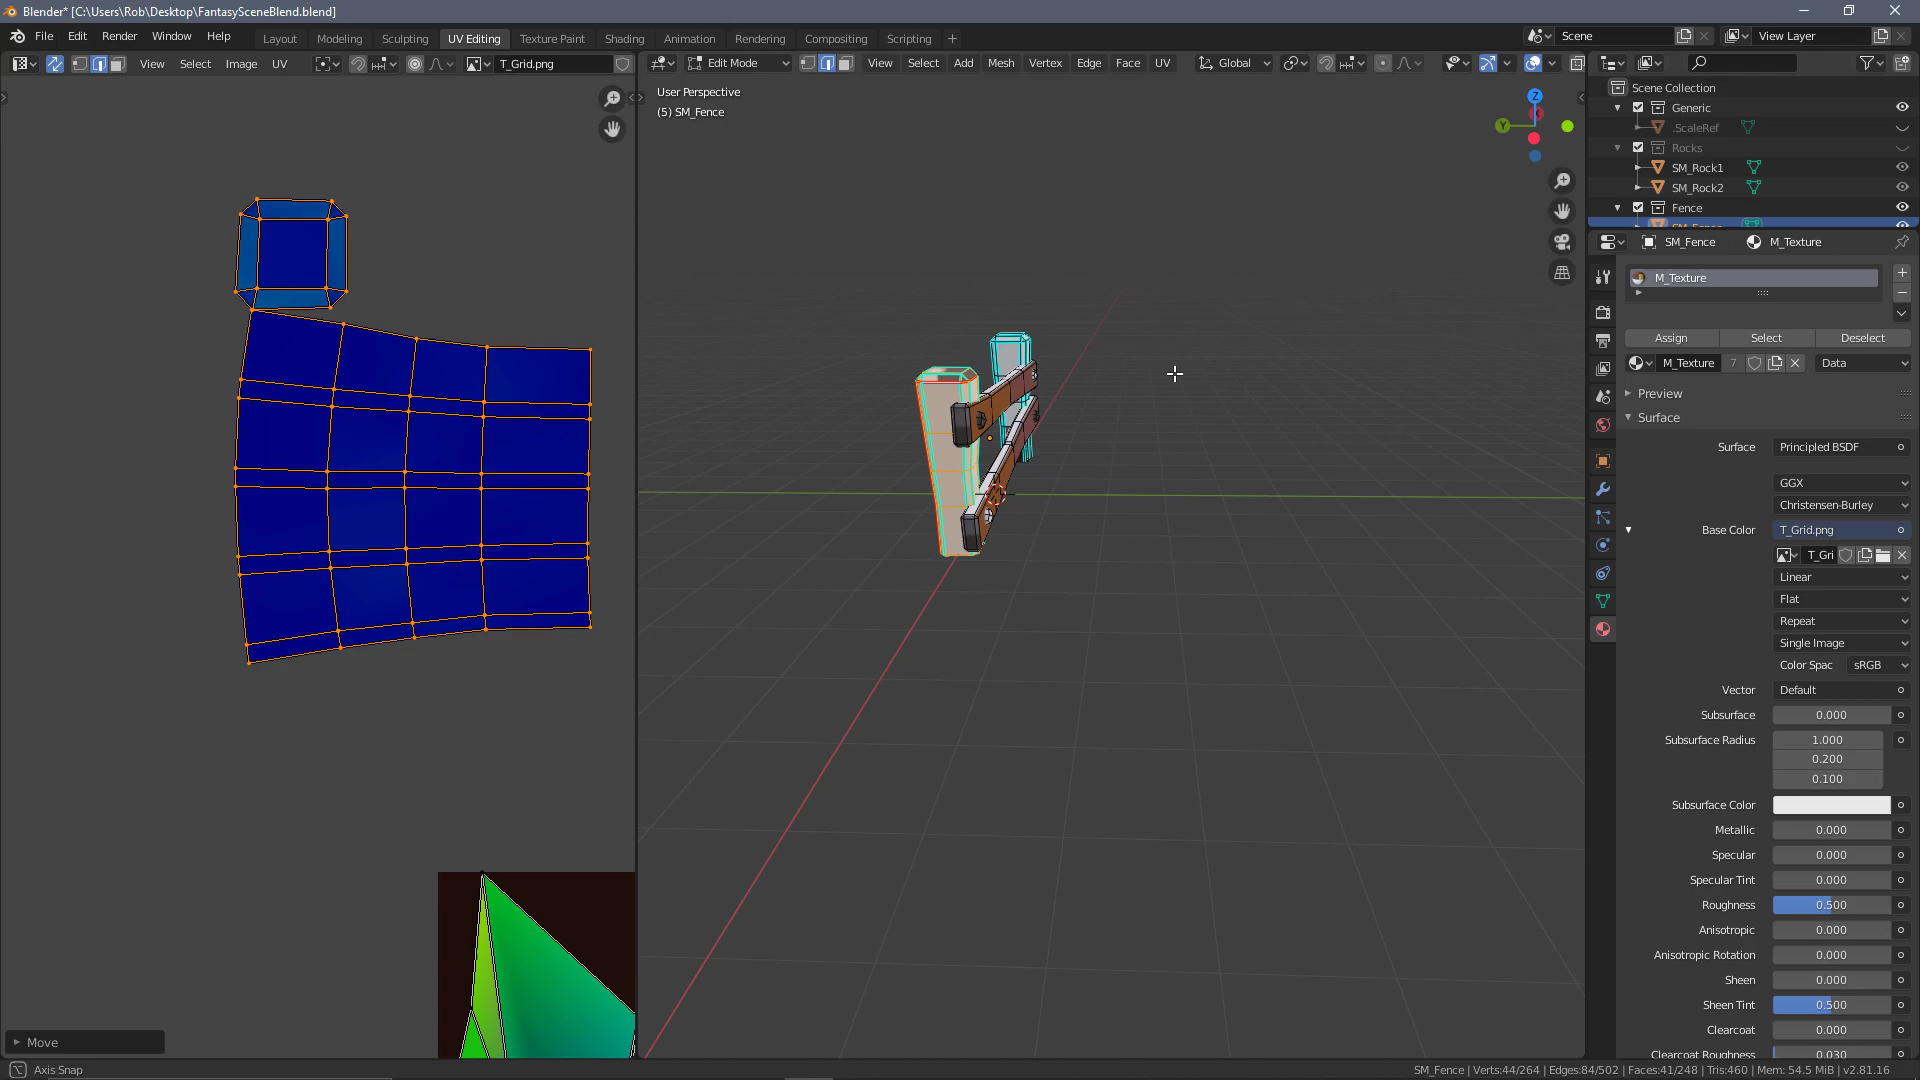 Blender* [C:\Users\Rob\Desktop\FantasySceneBlend.blend]
File Edit Render Window Help
Layout Modeling Sculpting UV Editing Texture Paint Shading Animation Rendering Compositing Scripting
Scene
View Layer
View Select Image UV
T_Grid.png
Edit Mode
View Select Add Mesh Vertex Edge Face UV
Global
User Perspective
(5) SM_Fence
Z
Y
Scene Collection
Generic
.ScaleRef
Rocks
SM_Rock1
SM_Rock2
Fence
SM_Fence M_Texture
M_Texture
Assign Select Deselect
M_Texture 7 Data
Preview
Surface
Surface Principled BSDF
GGX
Christensen-Burley
Base Color T_Grid.png
T_Gri
Linear
Flat
Repeat
Single Image
Color Spac sRGB
Vector Default
Subsurface 0.000
Subsurface Radius 1.000
0.200
0.100
Subsurface Color
Metallic 0.000
Specular 0.000
Specular Tint 0.000
Roughness 0.500
Anisotropic 0.000
Anisotropic Rotation 0.000
Sheen 0.000
Sheen Tint 0.500
Clearcoat 0.000
Clearcoat Roughness 0.030
Move
Axis Snap
SM_Fence | Verts:44/264 | Edges:84/502 | Faces:41/248 | Tris:460 | Mem: 54.5 MiB | v2.81.16